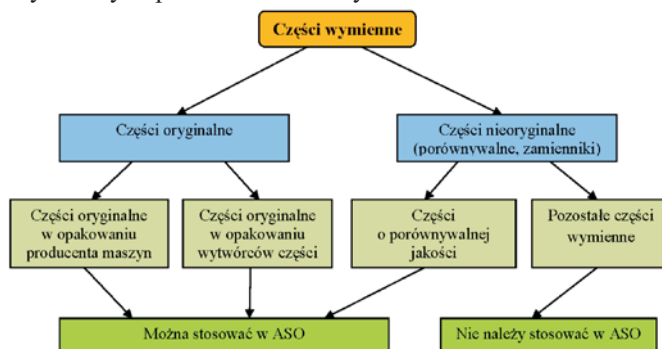 Części wymienne
Części oryginalne
Części nieoryginalne
(porównywalne, zamienniki)
Części oryginalne
w opakowaniu
producenta maszyn
Części oryginalne
w opakowaniu
wytwórców części
Części
o porównywalnej
jakości
Pozostałe części
wymienne
Można stosować w ASO
Nie należy stosować w ASO